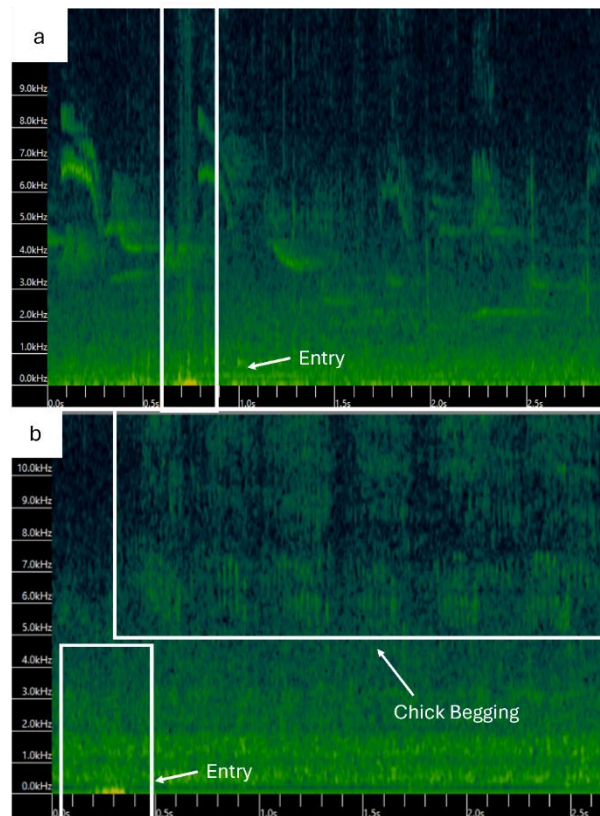 a
9.0kHz
8.0kHz
7.0kHz
6.0kHz
5.0kHz
4.0kHz
3.0kHz
2.0kHz
1.0kHz
0.0kHz
Entry
0.0s 0.5s 1.0s 1.5s 2.0s 2.5s
b
10.0kHz
9.0kHz
8.0kHz
7.0kHz
6.0kHz
5.0kHz
4.0kHz
3.0kHz
2.0kHz
1.0kHz
0.0kHz
Chick Begging
Entry
0.0s 0.5s 1.0s 1.5s 2.0s 2.5s